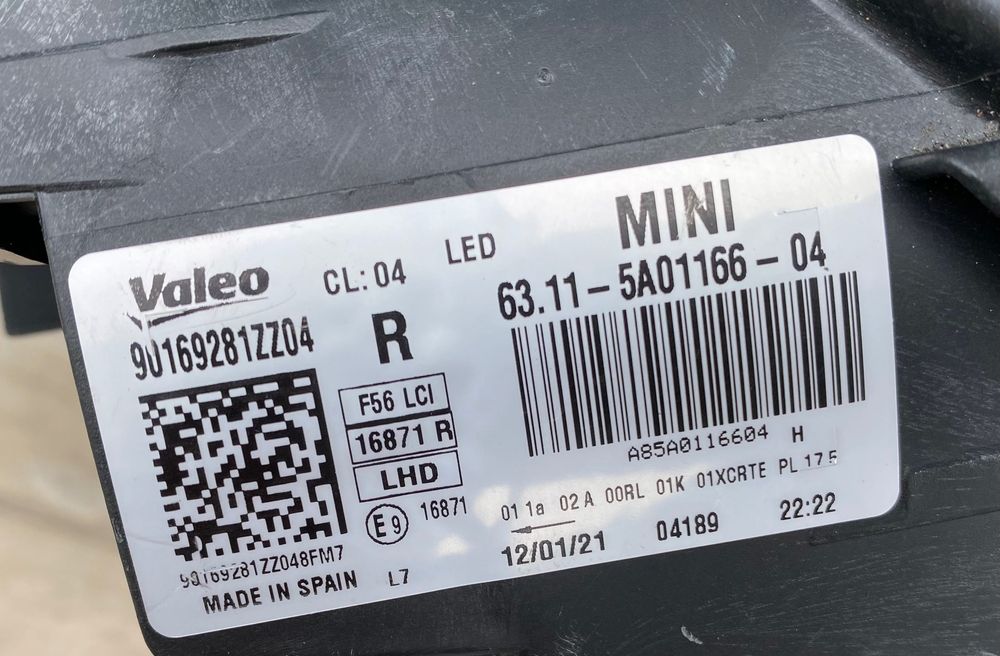 Valeo
CL: 04
LED
MINI
90169281ZZ04
R
63.11-5A01166-04
F56 LCI
16871 R
LHD
A85A0116604 H
E9 16871
01 1a 02A 00RL 01K 01XCRTE PL 17.5
90169281ZZ048FM7
12/01/21 04189 22:22
MADE IN SPAIN L7